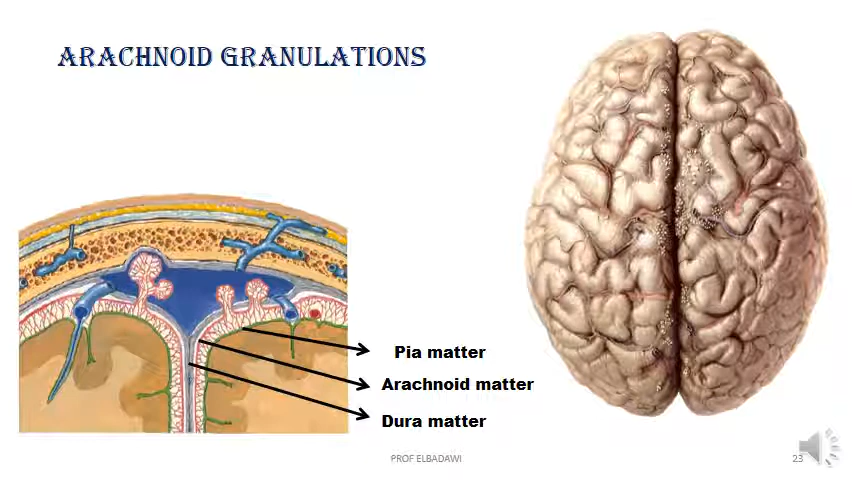 ARACHNOID GRANULATIONS
Pia matter
Arachnoid matter
Dura matter
PROF ELBADAWI
23